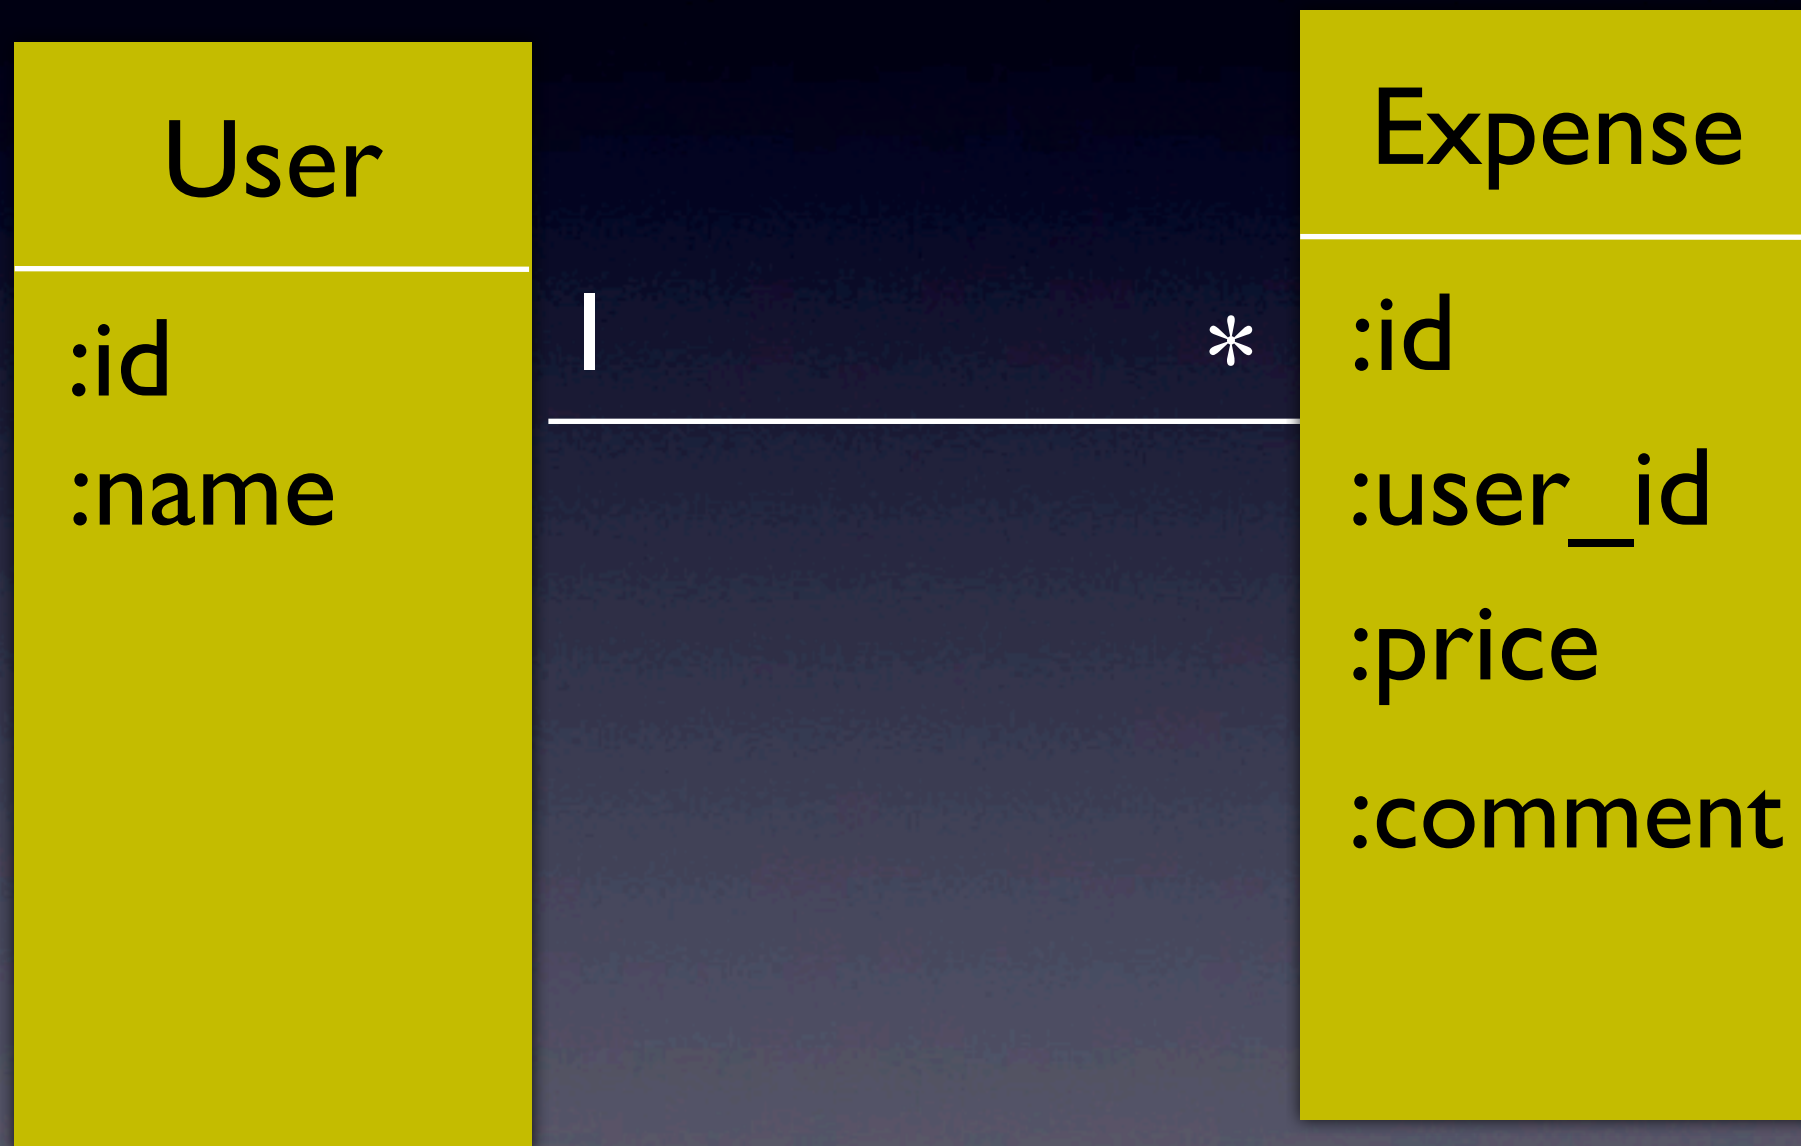 User
:id
:name
1 *
Expense
:id
:user_id
:price
:comment